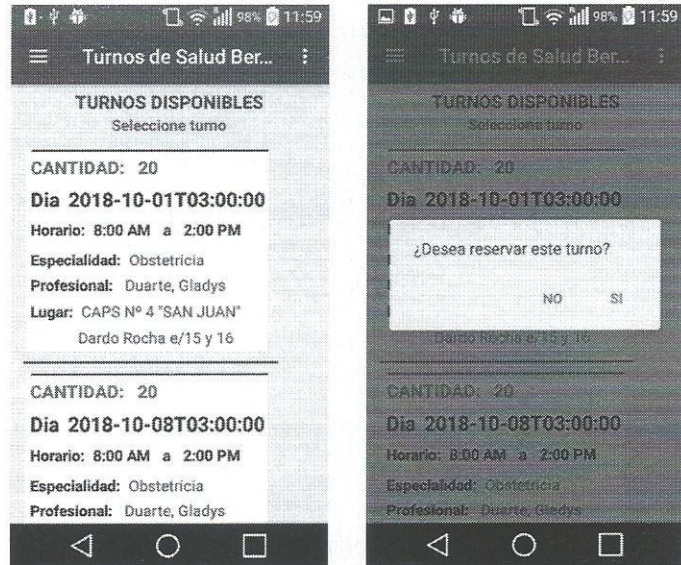 98% 11:59
Turnos de Salud Ber...
TURNOS DISPONIBLES
Seleccione turno
CANTIDAD: 20
Dia 2018-10-01T03:00:00
Horario: 8:00 AM a 2:00 PM
Especialidad: Obstetricia
Profesional: Duarte, Gladys
Lugar: CAPS Nº 4 "SAN JUAN"
Dardo Rocha e/15 y 16
CANTIDAD: 20
Dia 2018-10-08T03:00:00
Horario: 8:00 AM a 2:00 PM
Especialidad: Obstetricia
Profesional: Duarte, Gladys
98% 11:59
Turnos de Salud Ber...
TURNOS DISPONIBLES
Seleccione turno
CANTIDAD: 20
Dia 2018-10-01T03:00:00
¿Desea reservar este turno?
NO SI
Dardo Rocha e/15 y 16
CANTIDAD: 20
Dia 2018-10-08T03:00:00
Horario: 8:00 AM a 2:00 PM
Especialidad: Obstetricia
Profesional: Duarte, Gladys